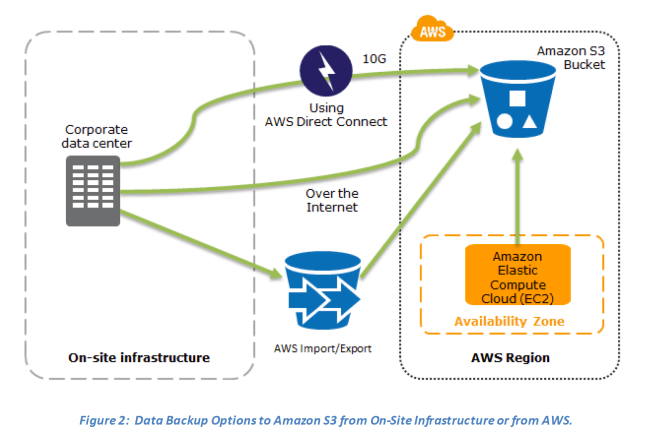 AWS
10G
Amazon S3
Bucket
Using
AWS Direct Connect
Corporate
data center
Over the
Internet
Amazon
Elastic
Compute
Cloud (EC2)
Availability Zone
AWS Import/Export
On-site infrastructure
AWS Region
Figure 2: Data Backup Options to Amazon S3 from On-Site Infrastructure or from AWS.